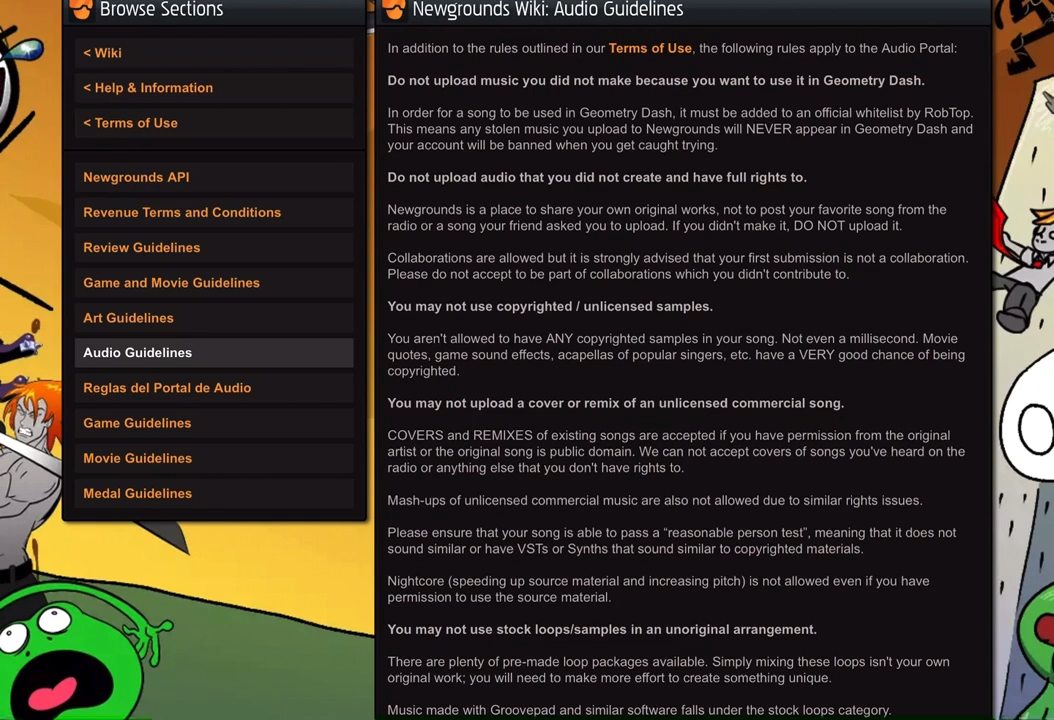 Browse Sections
< Wiki
< Help & Information
< Terms of Use
Newgrounds API
Revenue Terms and Conditions
Review Guidelines
Game and Movie Guidelines
Art Guidelines
Audio Guidelines
Reglas del Portal de Audio
Game Guidelines
Movie Guidelines
Medal Guidelines
Newgrounds Wiki: Audio Guidelines
In addition to the rules outlined in our Terms of Use, the following rules apply to the Audio Portal:
Do not upload music you did not make because you want to use it in Geometry Dash.
In order for a song to be used in Geometry Dash, it must be added to an official whitelist by RobTop.
This means any stolen music you upload to Newgrounds will NEVER appear in Geometry Dash and
your account will be banned when you get caught trying.
Do not upload audio that you did not create and have full rights to.
Newgrounds is a place to share your own original works, not to post your favorite song from the
radio or a song your friend asked you to upload. If you didn't make it, DO NOT upload it.
Collaborations are allowed but it is strongly advised that your first submission is not a collaboration.
Please do not accept to be part of collaborations which you didn't contribute to.
You may not use copyrighted / unlicensed samples.
You aren't allowed to have ANY copyrighted samples in your song. Not even a millisecond. Movie
quotes, game sound effects, acapellas of popular singers, etc. have a VERY good chance of being
copyrighted.
You may not upload a cover or remix of an unlicensed commercial song.
COVERS and REMIXES of existing songs are accepted if you have permission from the original
artist or the original song is public domain. We can not accept covers of songs you've heard on the
radio or anything else that you don't have rights to.
Mash-ups of unlicensed commercial music are also not allowed due to similar rights issues.
Please ensure that your song is able to pass a “reasonable person test”, meaning that it does not
sound similar or have VSTs or Synths that sound similar to copyrighted materials.
Nightcore (speeding up source material and increasing pitch) is not allowed even if you have
permission to use the source material.
You may not use stock loops/samples in an unoriginal arrangement.
There are plenty of pre-made loop packages available. Simply mixing these loops isn't your own
original work; you will need to make more effort to create something unique.
Music made with Groovepad and similar software falls under the stock loops category.